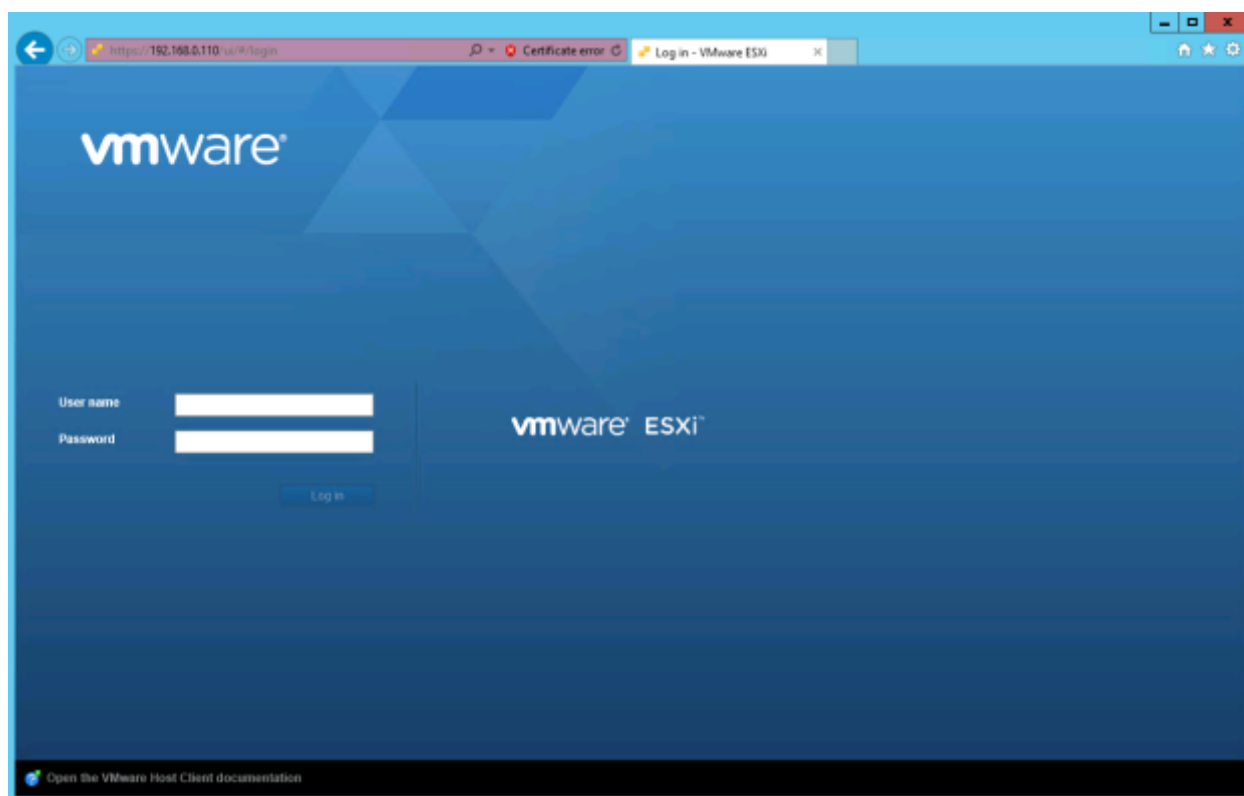 https://192.168.0.110/ui/#/login
Certificate error
Log in - VMware ESXi
vmware®
User name
vmware® ESXi™
Password
Log in
Open the VMware Host Client documentation